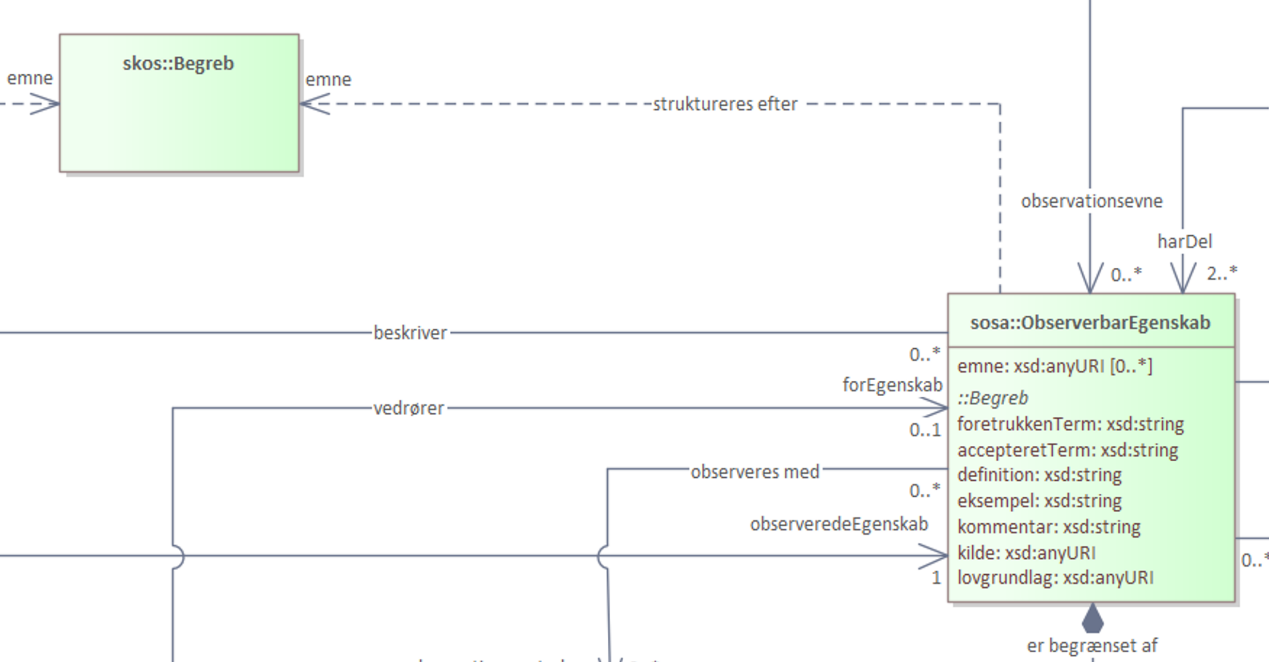 skos::Begreb
emne
emne
struktureres efter
observationsevne
harDel
0..*
2..*
sosa::ObserverbarEgenskab
beskriver
0..*
emne: xsd:anyURI [0..*]
forEgenskab
::Begreb
vedrører
foretrukkenTerm: xsd:string
0..1
accepteretTerm: xsd:string
observeres med
definition: xsd:string
0..*
eksempel: xsd:string
observeredeEgenskab
kommentar: xsd:string
kilde: xsd:anyURI
0..*
1
lovgrundlag: xsd:anyURI
er begrænset af